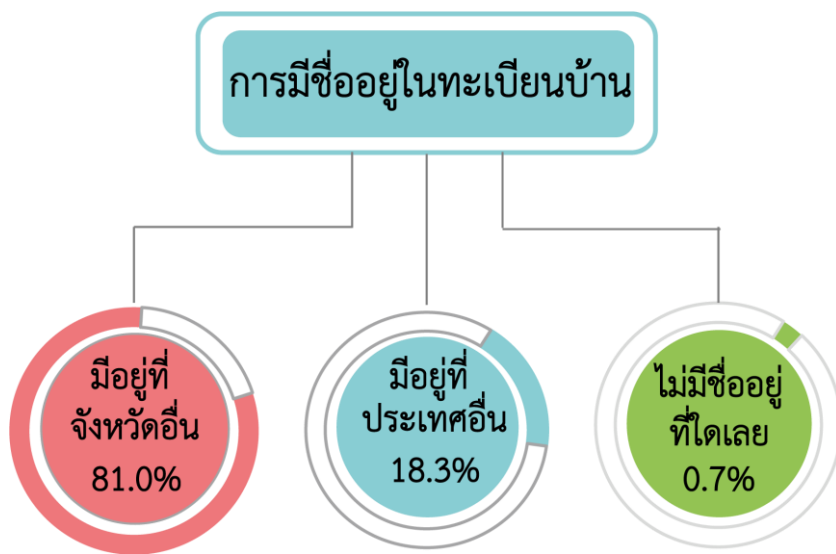 การมีชื่ออยู่ในทะเบียนบ้าน
มีอยู่ที่
จังหวัดอื่น
81.0%
มีอยู่ที่
ประเทศอื่น
18.3%
ไม่มีชื่ออยู่
ที่ใดเลย
0.7%